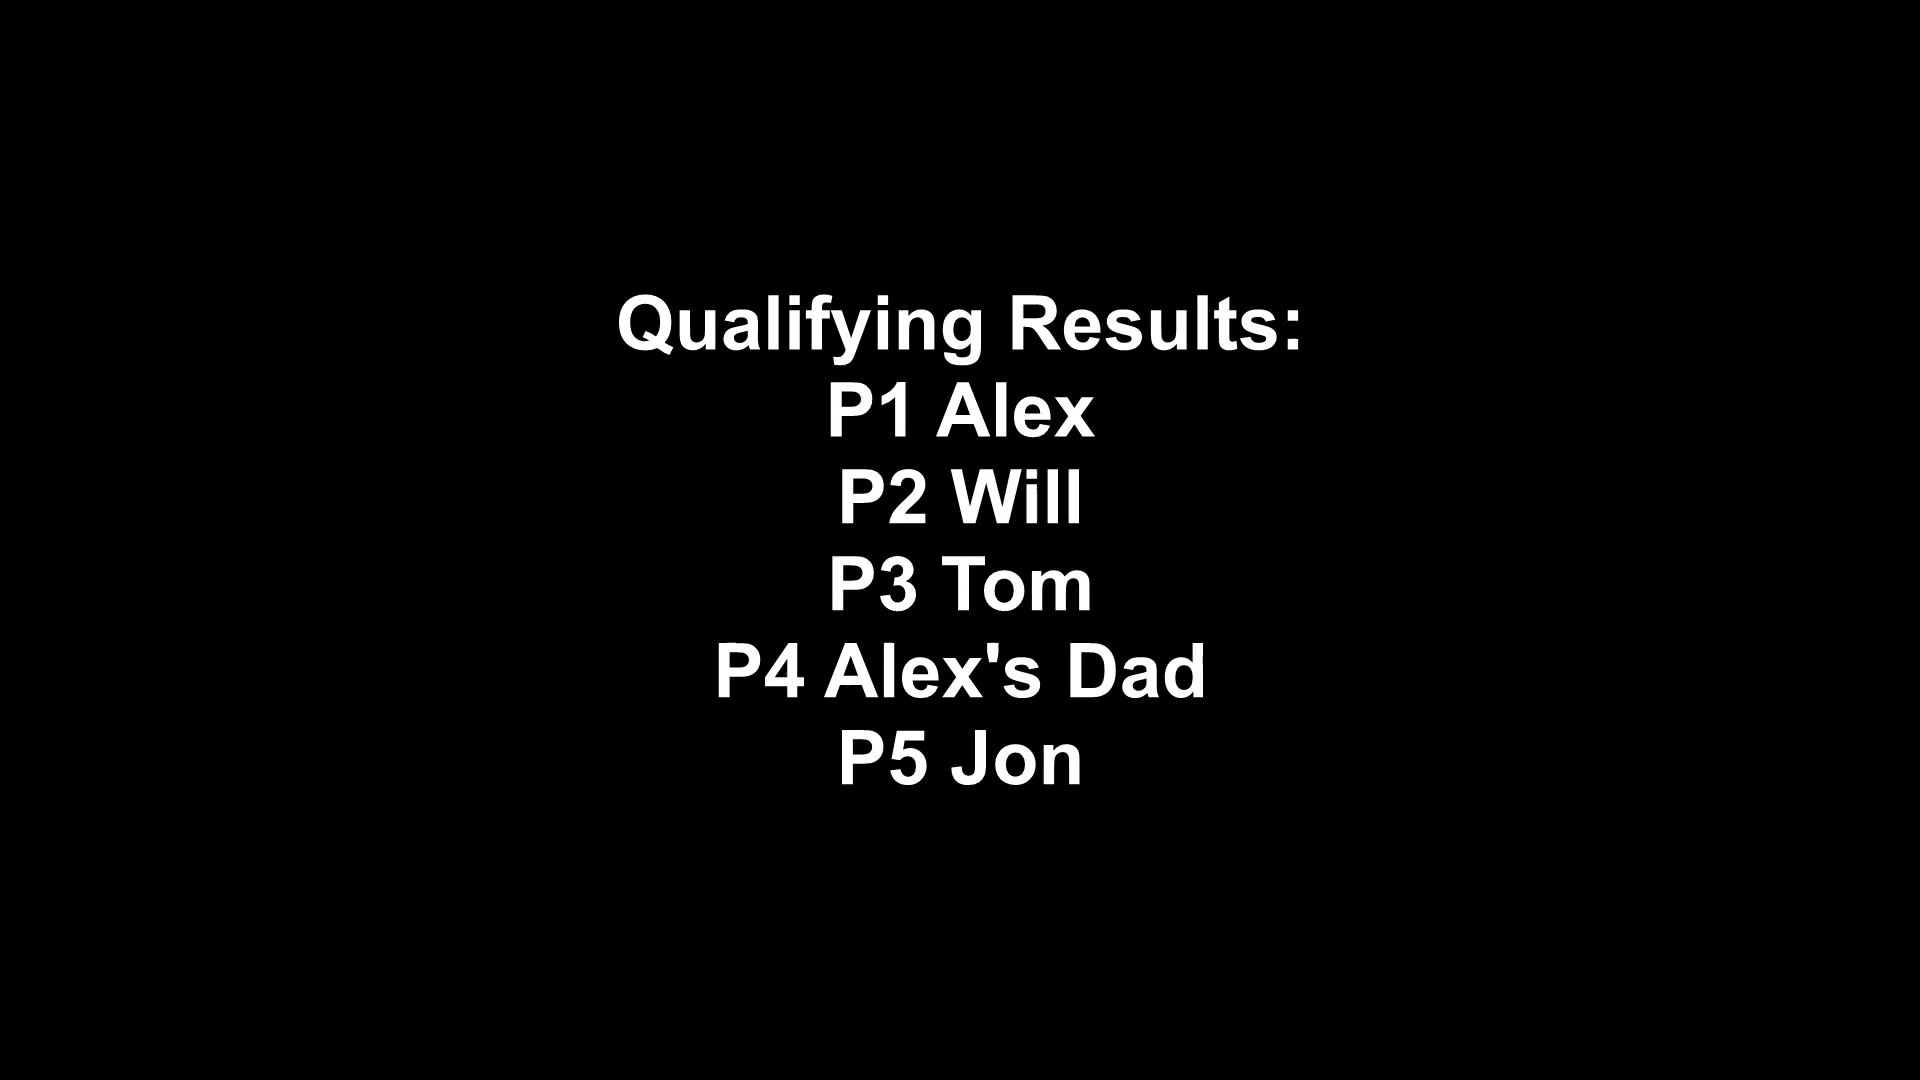 Qualifying Results:
P1 Alex
P2 Will
P3 Tom
P4 Alex's Dad
P5 Jon